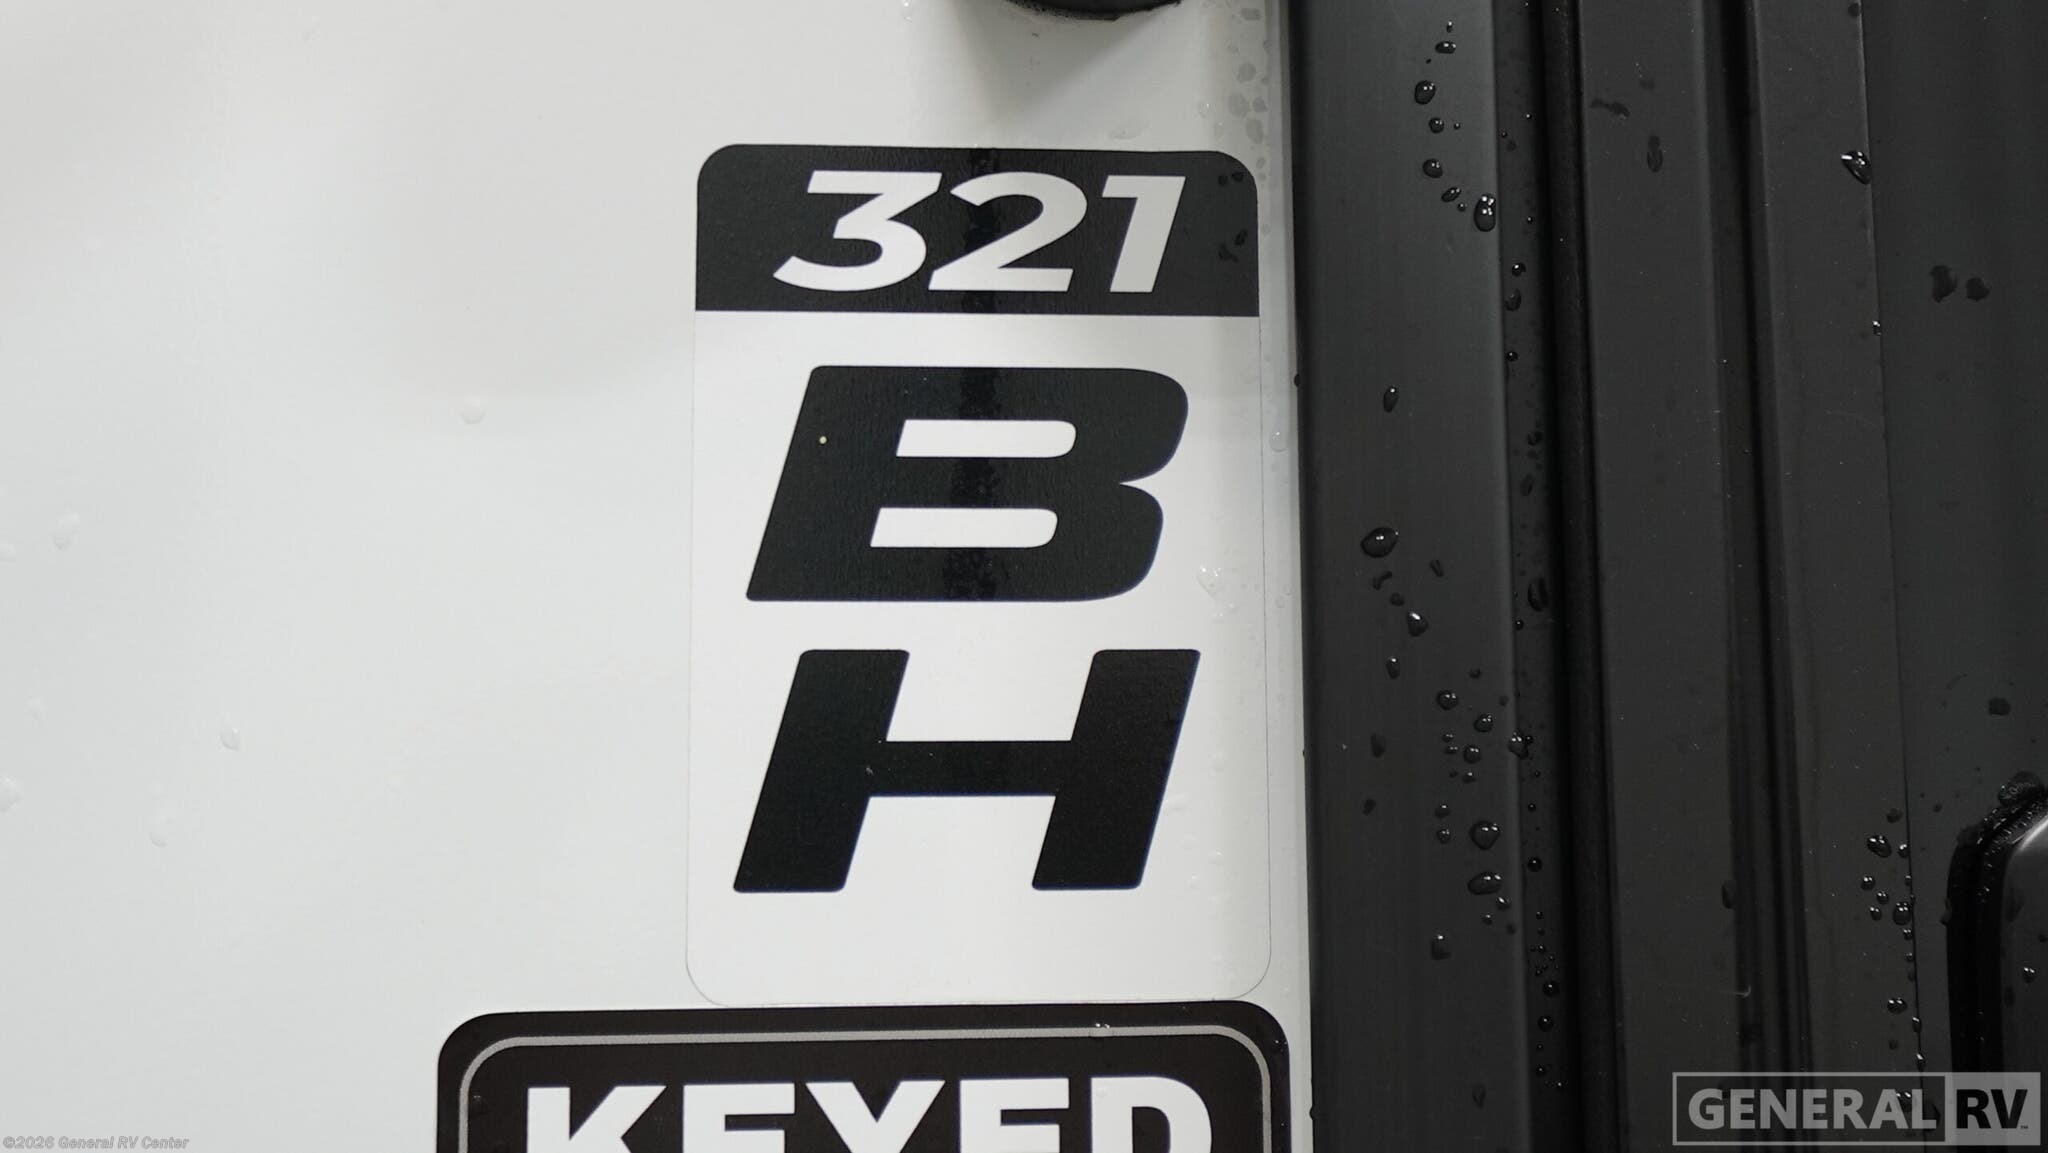 321
B
H
KEYED
GENERAL RV
©2026 General RV Center